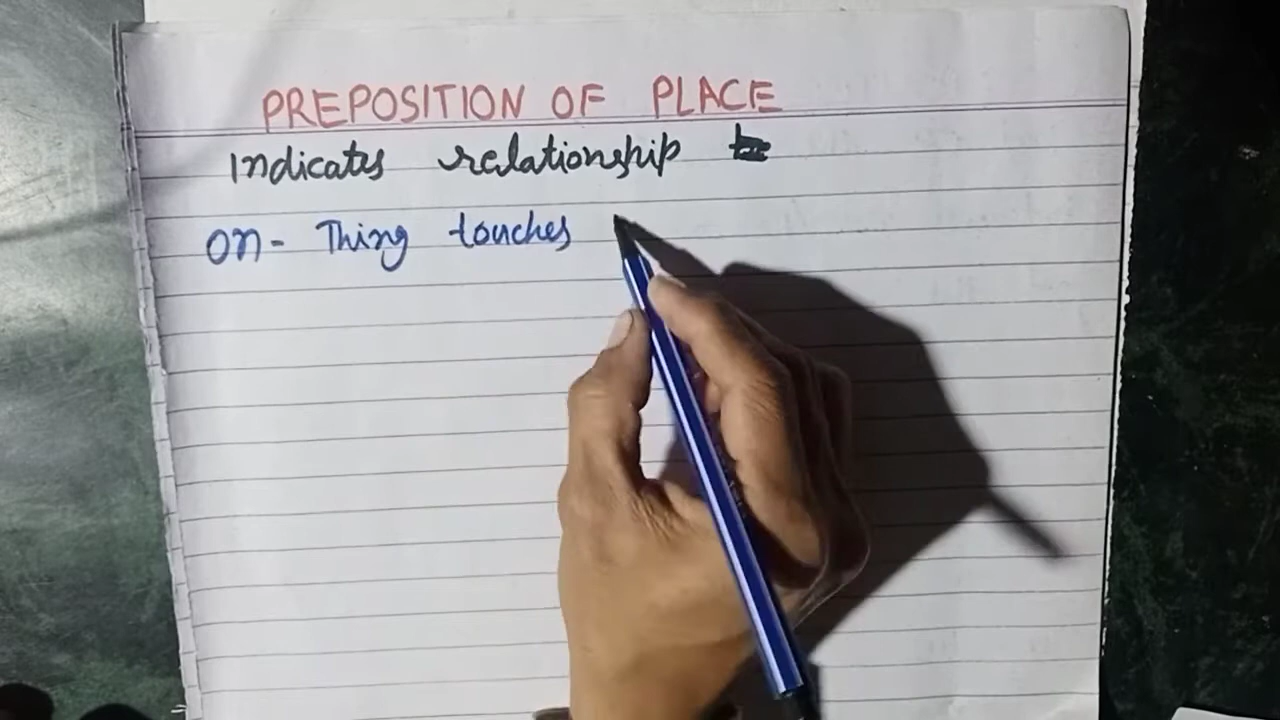 PREPOSITION OF PLACE
Indicates relationship
on- Thing touches